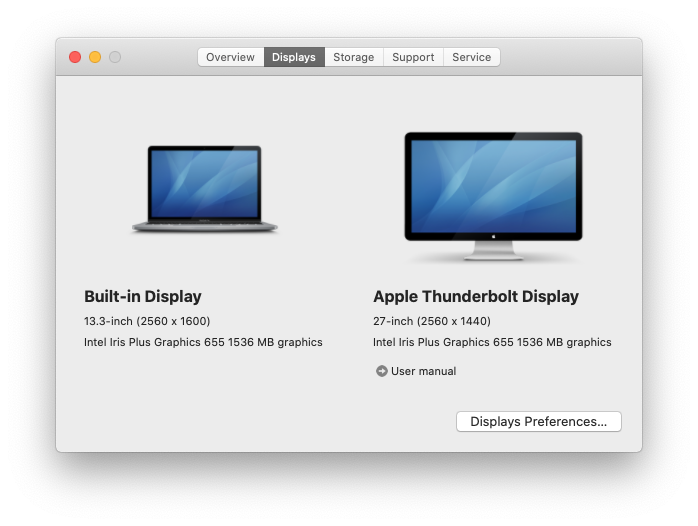 Overview Displays Storage Support Service
Built-in Display
13.3-inch (2560 x 1600)
Intel Iris Plus Graphics 655 1536 MB graphics
Apple Thunderbolt Display
27-inch (2560 x 1440)
Intel Iris Plus Graphics 655 1536 MB graphics
User manual
Displays Preferences...